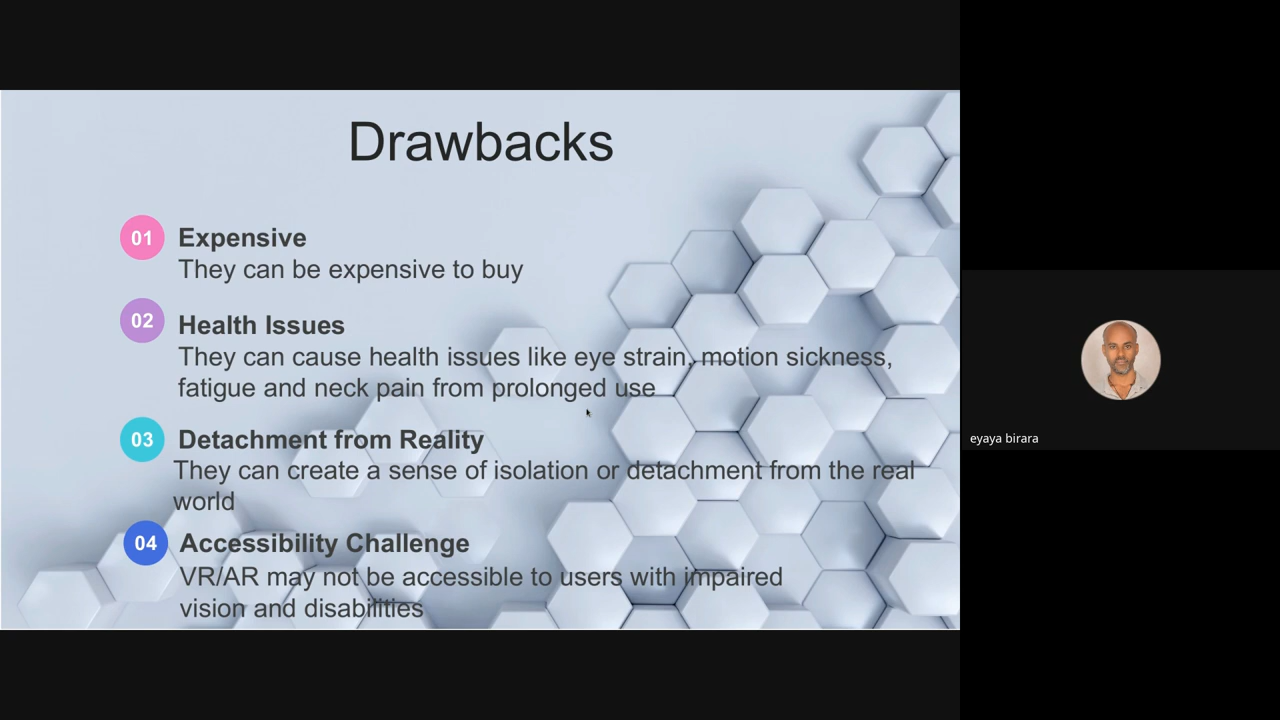 Drawbacks
01 Expensive
They can be expensive to buy
02 Health Issues
They can cause health issues like eye strain, motion sickness,
fatigue and neck pain from prolonged use
03 Detachment from Reality
They can create a sense of isolation or detachment from the real
world
04 Accessibility Challenge
VR/AR may not be accessible to users with impaired
vision and disabilities
eyaya birara